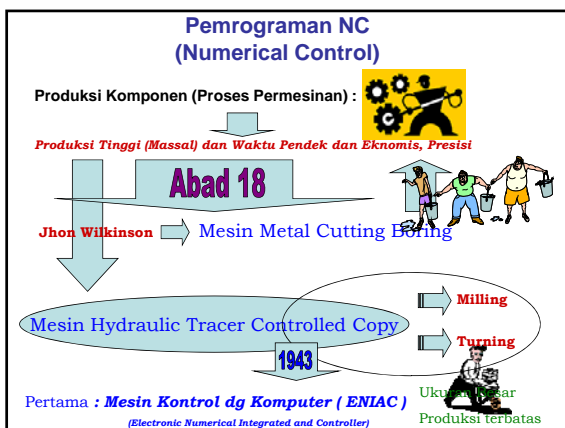 Pemrograman NC
(Numerical Control)
Produksi Komponen (Proses Permesinan) :
Produksi Tinggi (Massal) dan Waktu Pendek dan Eknomis, Presisi
Abad 18
Jhon Wilkinson
Mesin Metal Cutting Boring
Milling
Mesin Hydraulic Tracer Controlled Copy
Turning
1943
Ukuran Besar
Pertama : Mesin Kontrol dg Komputer ( ENIAC )
Produksi terbatas
(Electronic Numerical Integrated and Controller)